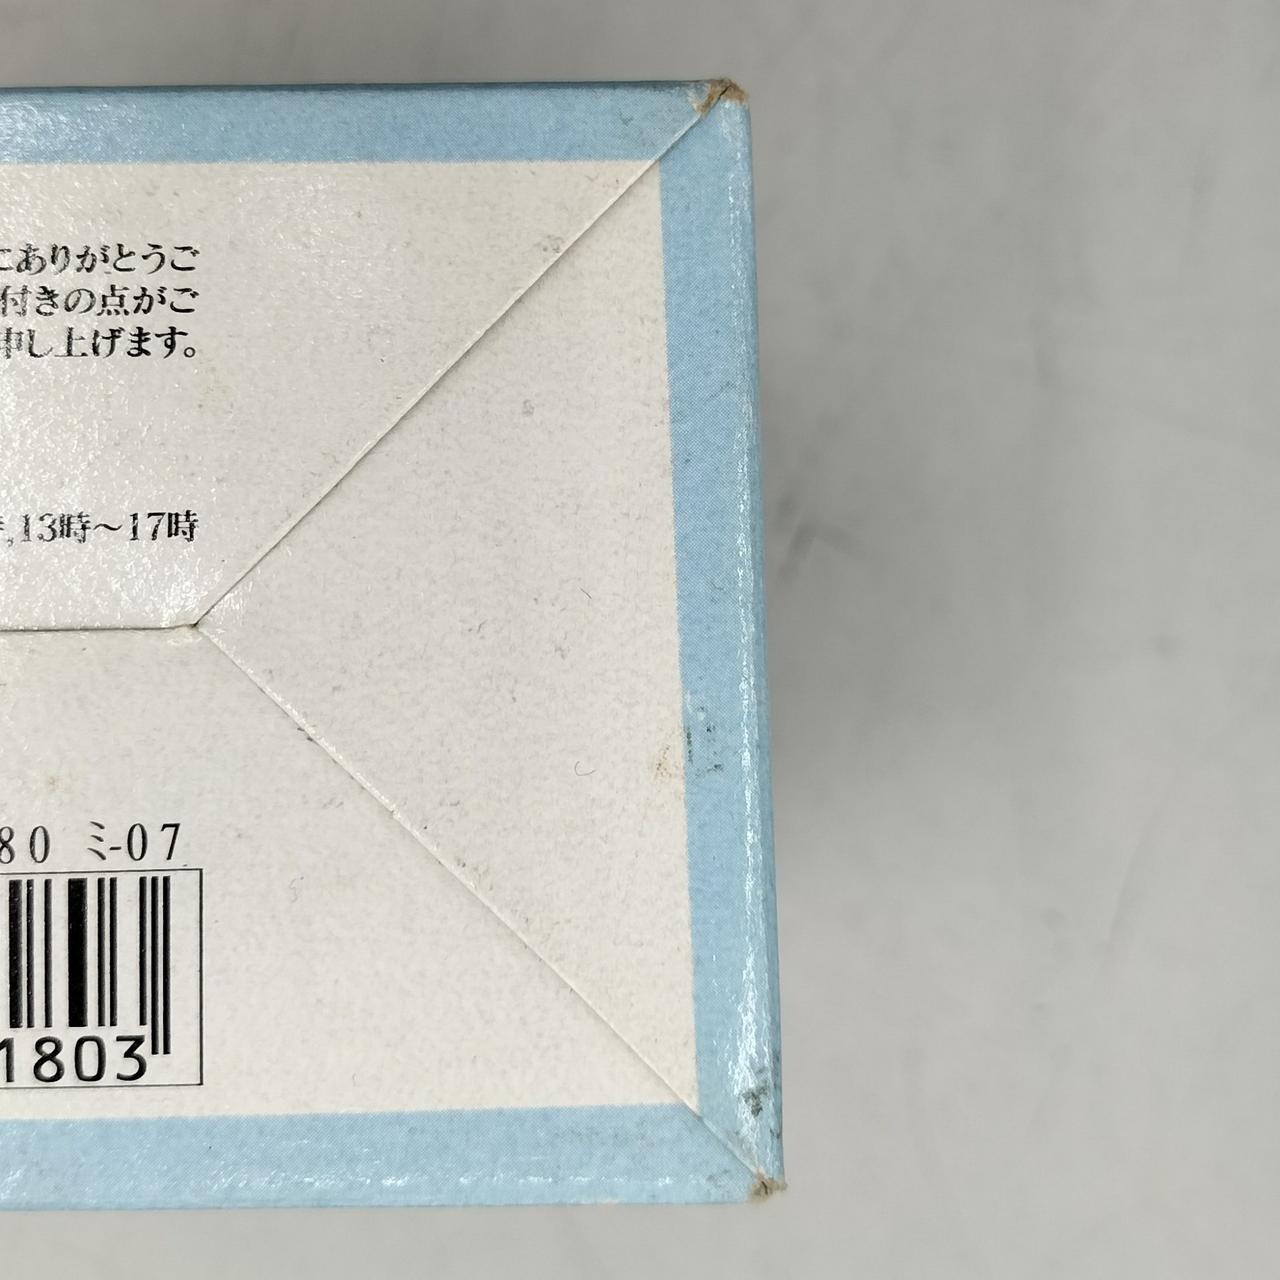 にありがとうご
付きの点がご
申し上げます。
,13時～17時
80 ミ-07
1803